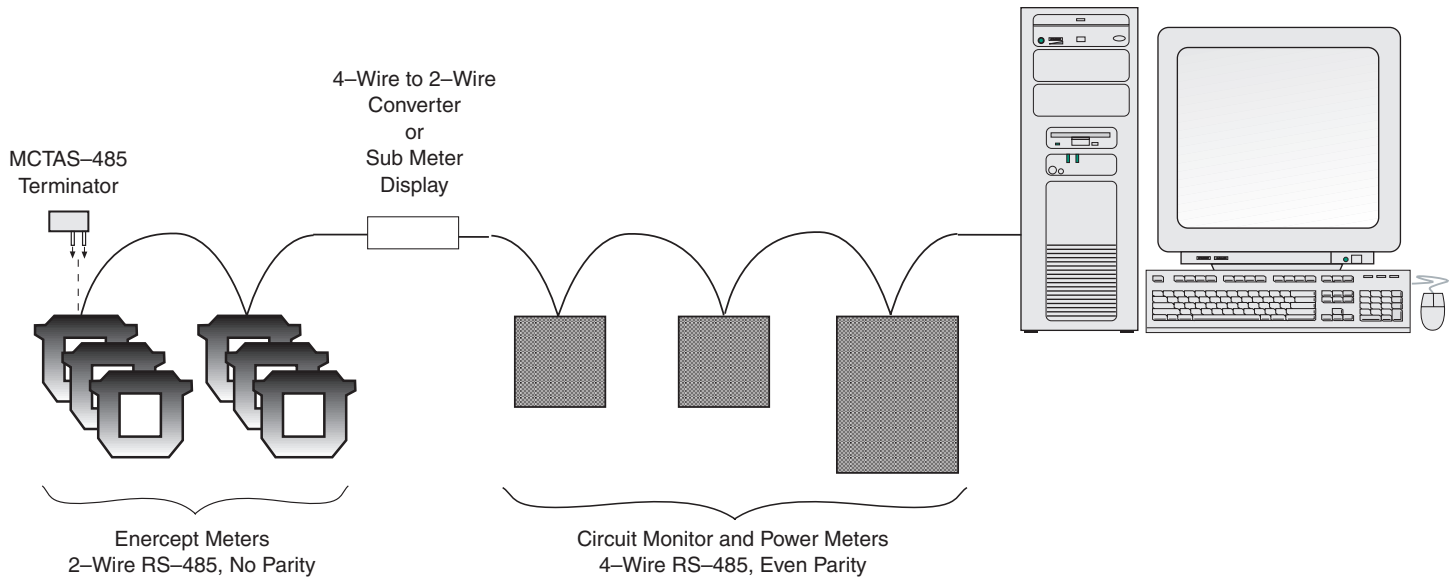 4–Wire to 2–Wire
Converter
or
Sub Meter
Display
MCTAS–485
Terminator
Enercept Meters
2–Wire RS–485, No Parity
Circuit Monitor and Power Meters
4–Wire RS–485, Even Parity